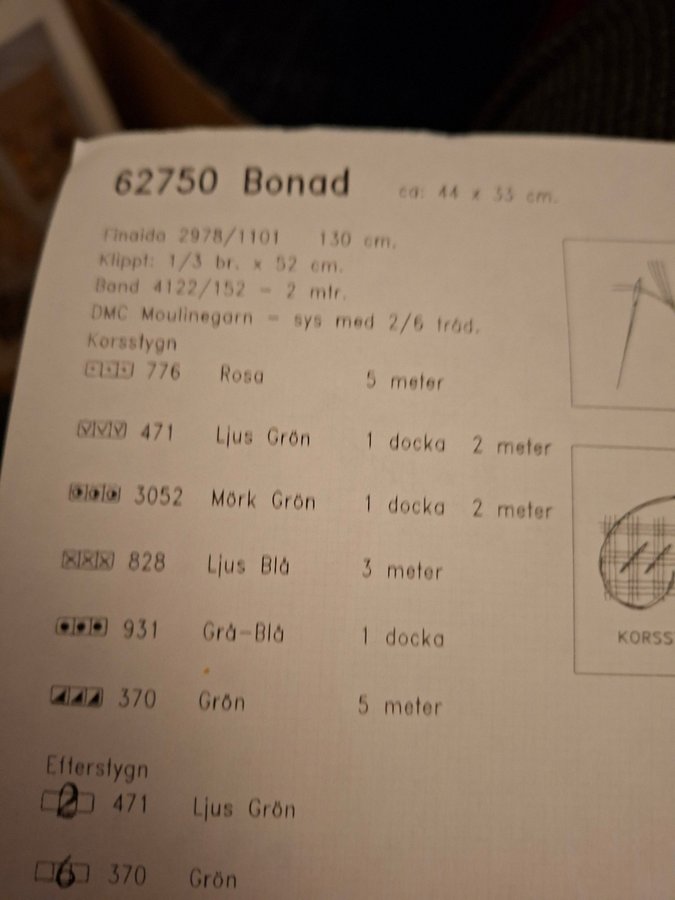 62750 Bonad ca: 44 x 33 cm.
Finaida 2978/1101 130 cm.
Klippt: 1/3 br. x 52 cm.
Band 4122/152 - 2 mtr.
DMC Moulinegarn - sys med 2/6 tråd.
Korsstygn
776 Rosa 5 meter
471 Ljus Grön 1 docka 2 meter
3052 Mörk Grön 1 docka 2 meter
828 Ljus Blå 3 meter
931 Grå-Blå 1 docka
370 Grön 5 meter
KORSS
Efterstygn
2 471 Ljus Grön
6 370 Grön